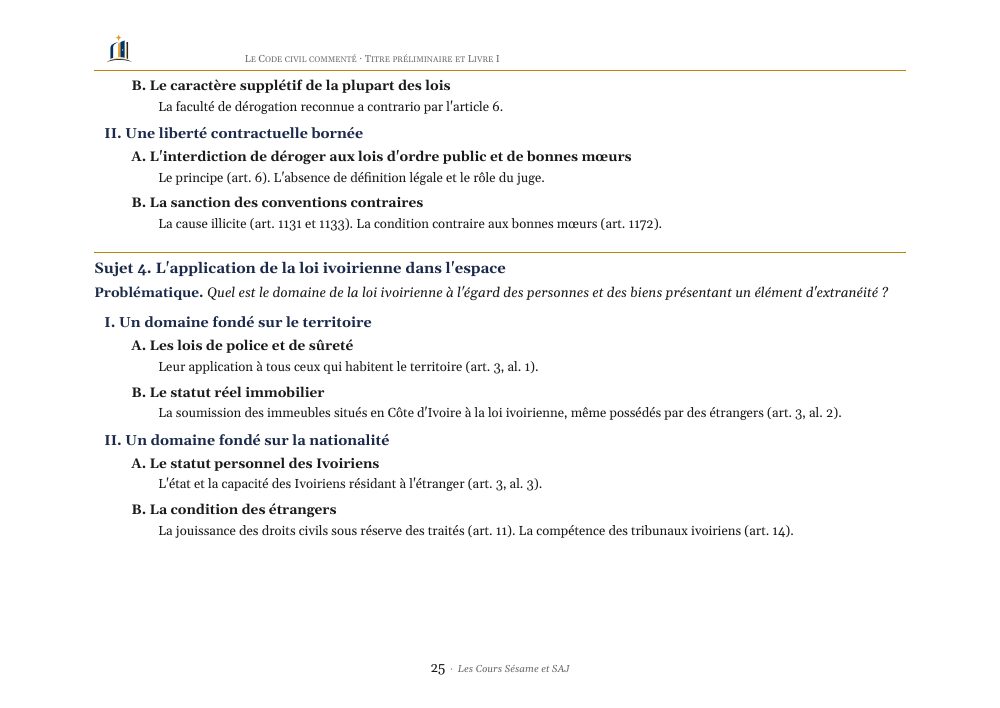 Le Code civil commenté · Titre préliminaire et Livre I
B. Le caractère supplétif de la plupart des lois
La faculté de dérogation reconnue a contrario par l'article 6.
II. Une liberté contractuelle bornée
A. L'interdiction de déroger aux lois d'ordre public et de bonnes mœurs
Le principe (art. 6). L'absence de définition légale et le rôle du juge.
B. La sanction des conventions contraires
La cause illicite (art. 1131 et 1133). La condition contraire aux bonnes mœurs (art. 1172).
Sujet 4. L'application de la loi ivoirienne dans l'espace
Problématique. Quel est le domaine de la loi ivoirienne à l'égard des personnes et des biens présentant un élément d'extranéité ?
I. Un domaine fondé sur le territoire
A. Les lois de police et de sûreté
Leur application à tous ceux qui habitent le territoire (art. 3, al. 1).
B. Le statut réel immobilier
La soumission des immeubles situés en Côte d'Ivoire à la loi ivoirienne, même possédés par des étrangers (art. 3, al. 2).
II. Un domaine fondé sur la nationalité
A. Le statut personnel des Ivoiriens
L'état et la capacité des Ivoiriens résidant à l'étranger (art. 3, al. 3).
B. La condition des étrangers
La jouissance des droits civils sous réserve des traités (art. 11). La compétence des tribunaux ivoiriens (art. 14).
25 · Les Cours Sésame et SAJ